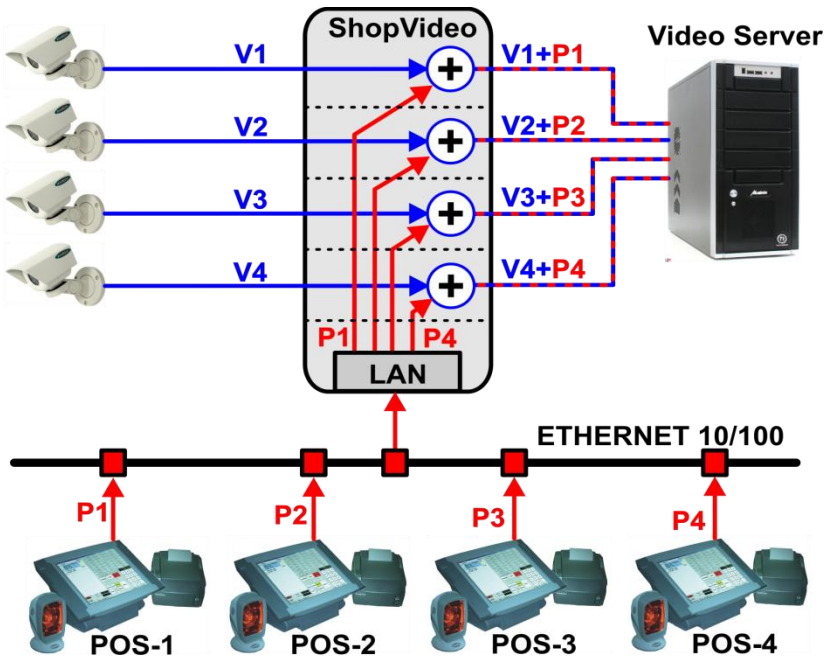 ShopVideo
Video Server
V1
V1+P1
V2
V2+P2
V3
V3+P3
V4
V4+P4
P1
P4
LAN
ETHERNET 10/100
P1
P2
P3
P4
POS-1
POS-2
POS-3
POS-4